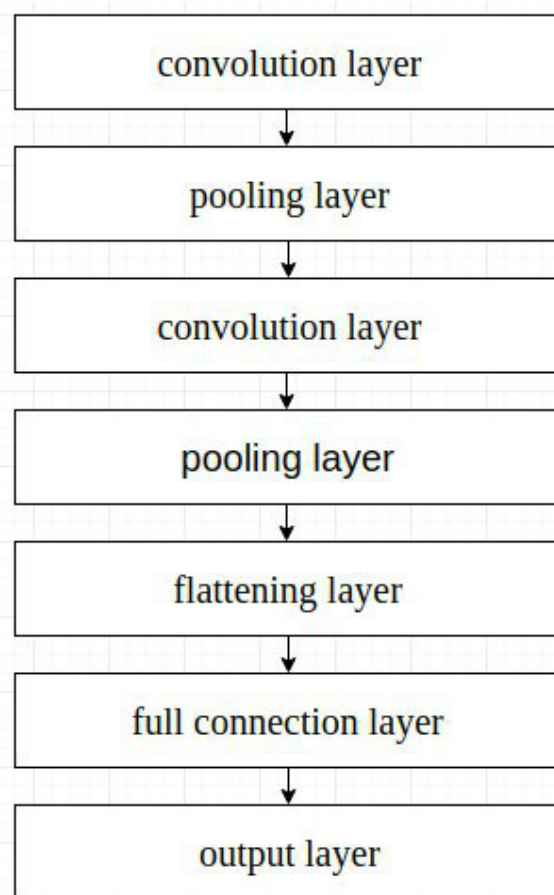 convolution layer
pooling layer
convolution layer
pooling layer
flattening layer
full connection layer
output layer